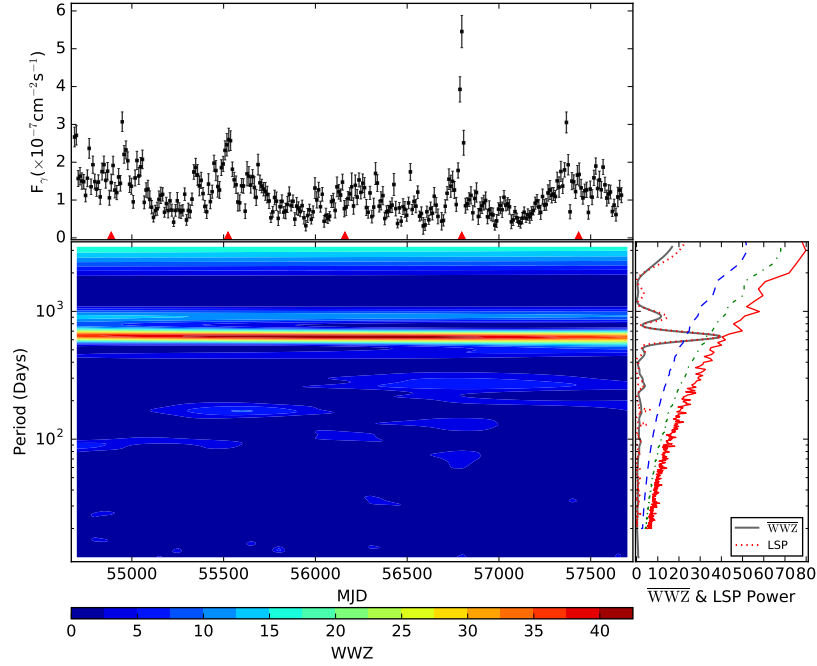 6
5
4
3
2
1
0
F_γ(×10⁻⁷cm⁻²s⁻¹)
10³
10²
Period (Days)
WWZ
LSP
55000 55500 56000 56500 57000 57500
0 10 20 30 40 50 60 70 80
MJD
WWZ & LSP Power
0 5 10 15 20 25 30 35 40
WWZ